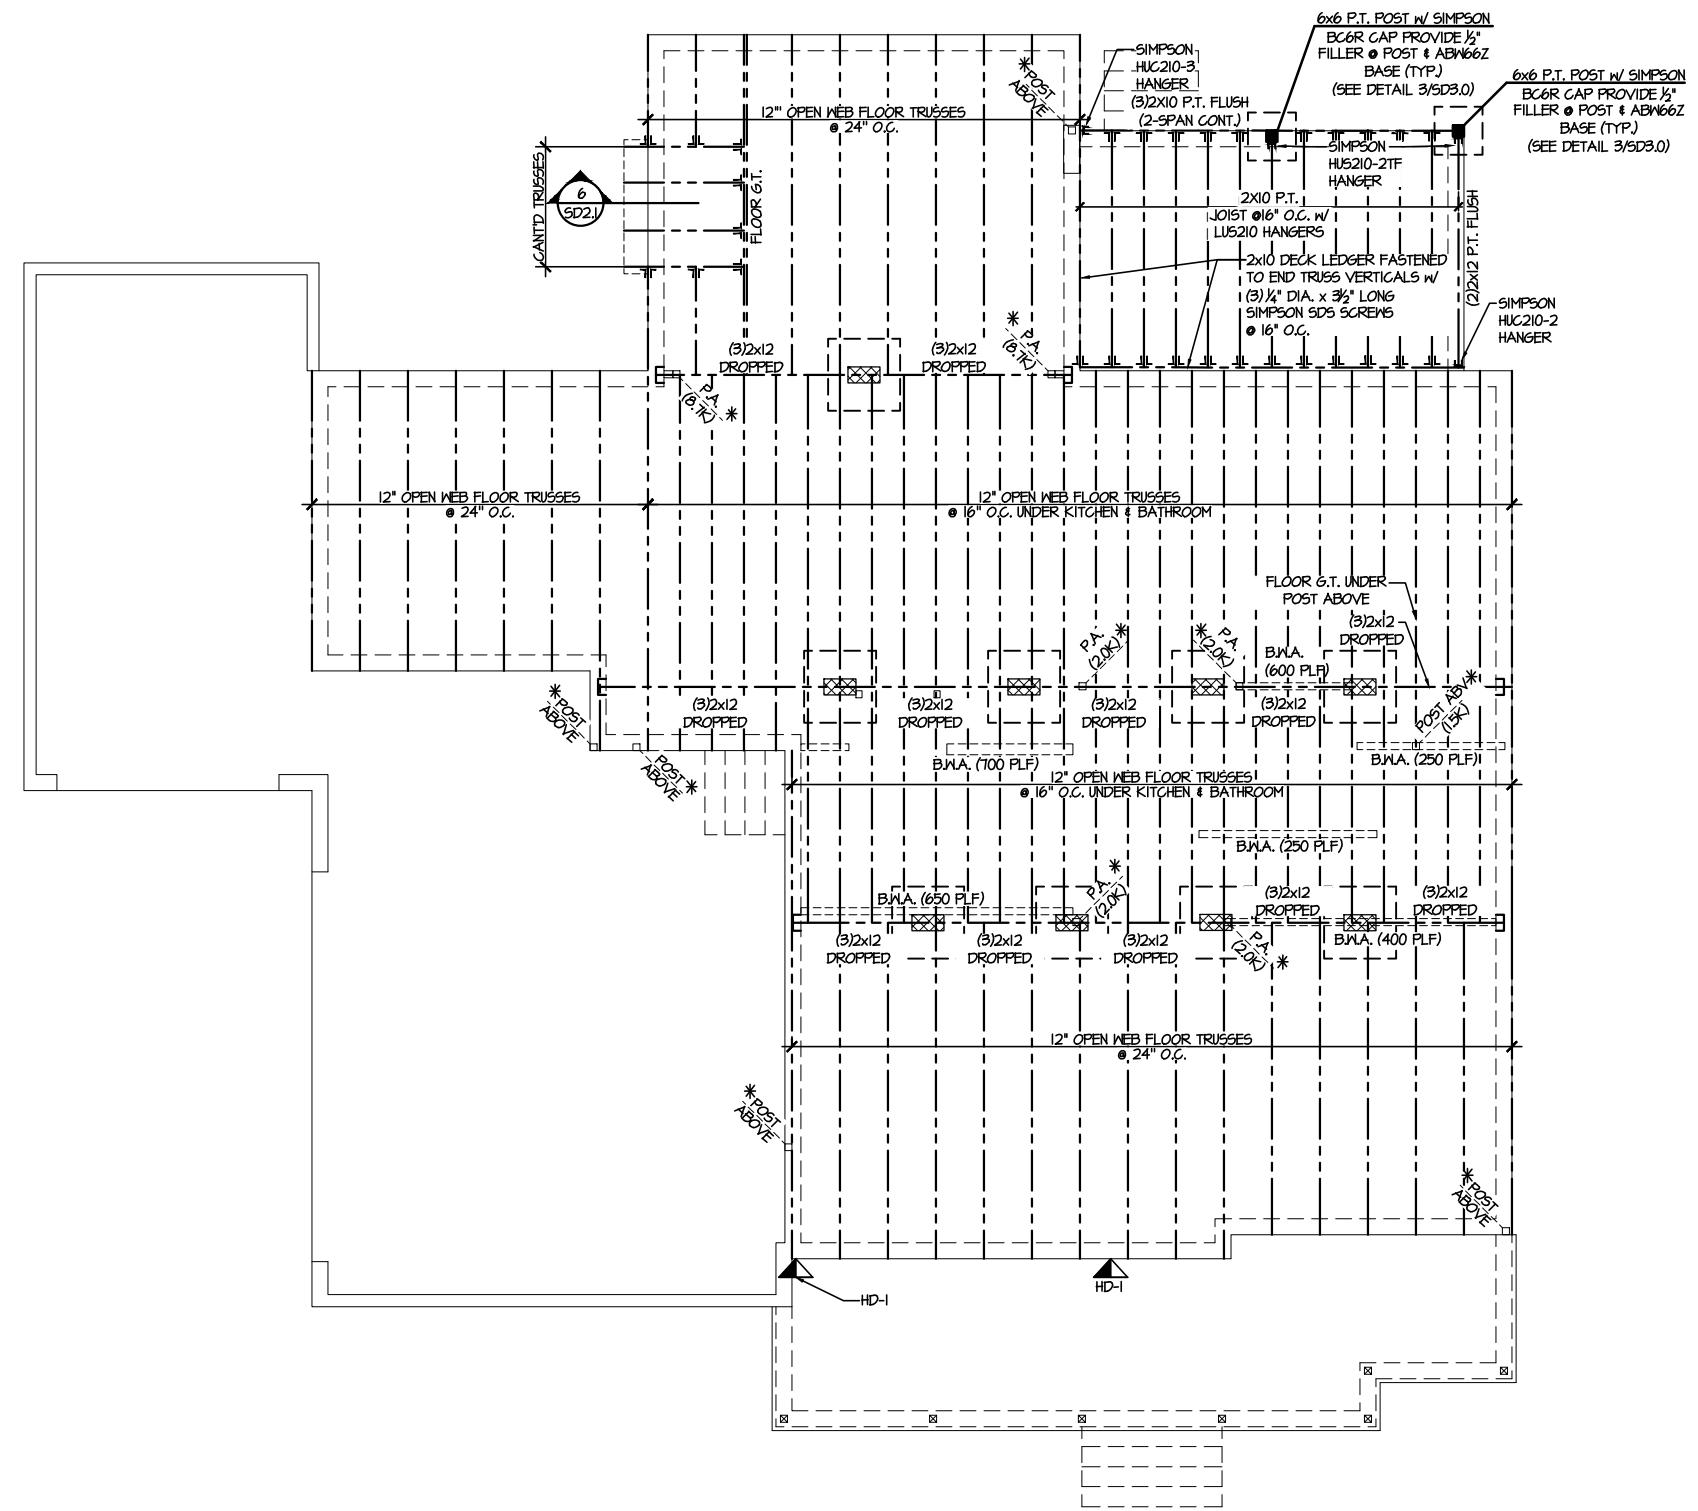 6x6 P.T. POST W/ SIMPSON
BC6R CAP PROVIDE ½"
FILLER @ POST & ABW66Z
BASE (TYP.)
(SEE DETAIL 3/SD3.0)
6x6 P.T. POST W/ SIMPSON
BC6R CAP PROVIDE ½"
FILLER @ POST & ABW66Z
BASE (TYP.)
(SEE DETAIL 3/SD3.0)
SIMPSON
HUC210-3
HANGER
(3)2X10 P.T. FLUSH
(2-SPAN CONT.)
*POST
ABOVE
12"' OPEN WEB FLOOR TRUSSES
@ 24" O.C.
SIMPSON
HUS210-2TF
HANGER
CANT'D TRUSSES
6
SD2.1
FLOOR G.T.
2X10 P.T.
JOIST @16" O.C. W/
LUS210 HANGERS
(2)2x12 P.T. FLUSH
2x10 DECK LEDGER FASTENED
TO END TRUSS VERTICALS W/
(3) ¼" DIA. x 3½" LONG
SIMPSON SDS SCREWS
@ 16" O.C.
SIMPSON
HUC210-2
HANGER
(3)2x12
DROPPED
(3)2x12
DROPPED
* P.A.
(8.7K)
P.A. *
(8.7K)
12" OPEN WEB FLOOR TRUSSES
@ 24" O.C.
12" OPEN WEB FLOOR TRUSSES
@ 16" O.C. UNDER KITCHEN & BATHROOM
FLOOR G.T. UNDER
POST ABOVE
(3)2x12
DROPPED
P.A. *
(2.0K)
* P.A.
(2.0K)
B.W.A.
(600 PLF)
*POST
ABOVE
(3)2x12
DROPPED
(3)2x12
DROPPED
(3)2x12
DROPPED
(3)2x12
DROPPED
POST ABV*
(1.5K)
POST *
ABOVE
B.W.A. (700 PLF)
B.W.A. (250 PLF)
12" OPEN WEB FLOOR TRUSSES
@ 16" O.C. UNDER KITCHEN & BATHROOM
B.W.A. (250 PLF)
B.W.A. (650 PLF)
P.A. *
(2.0K)
(3)2x12
DROPPED
(3)2x12
DROPPED
(3)2x12
DROPPED
(3)2x12
DROPPED
(3)2x12
DROPPED
P.A. *
(2.0K)
B.W.A. (400 PLF)
12" OPEN WEB FLOOR TRUSSES
@ 24" O.C.
*POST
ABOVE
*POST
ABOVE
HD-1
HD-1